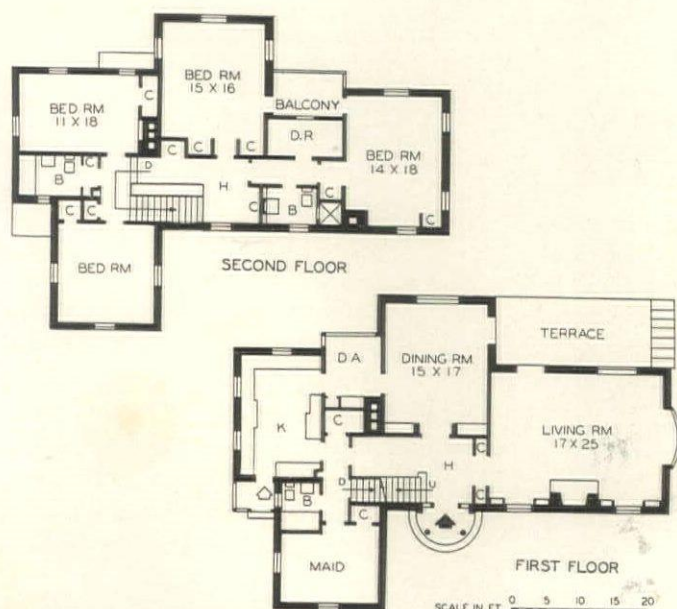 BED RM
15 X 16
C
BED RM
11 X 18
BALCONY
D.R
C
C
C
BED RM
14 X 18
C
D
B
H
C
C
B
C
C
C
BED RM
SECOND FLOOR
TERRACE
D A
DINING RM
15 X 17
K
C
LIVING RM
17 X 25
C
H
D
U
B
C
C
MAID
FIRST FLOOR
SCALE IN FT
0 5 10 15 20